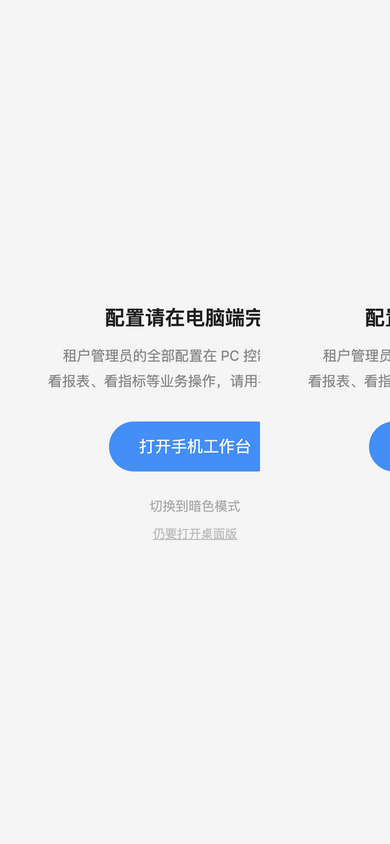 配置请在电脑端完
租户管理员的全部配置在 PC 控
看报表、看指标等业务操作，请用
打开手机工作台
切换到暗色模式
仍要打开桌面版
配
租户管理员
看报表、看指